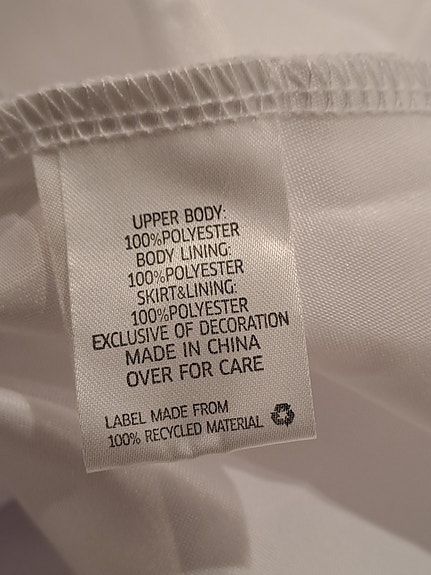 UPPER BODY:
100%POLYESTER
BODY LINING:
100%POLYESTER
SKIRT&LINING:
100%POLYESTER
EXCLUSIVE OF DECORATION
MADE IN CHINA
OVER FOR CARE
LABEL MADE FROM
100% RECYCLED MATERIAL